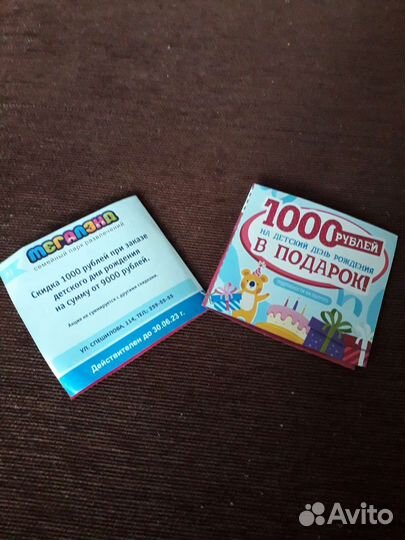 МЕГАЛЭНД
семейный парк развлечений
Скидка 1000 рублей при заказе
детского дня рождения
на сумму от 9000 рублей.
Акция не суммируется с другими скидками.
УЛ. СПЕШИЛОВА, 114, ТЕЛ.: 259-55-55
Действителен до 30.06.23 г.
1000 РУБЛЕЙ
НА ДЕТСКИЙ ДЕНЬ РОЖДЕНИЯ
В ПОДАРОК!
Avito